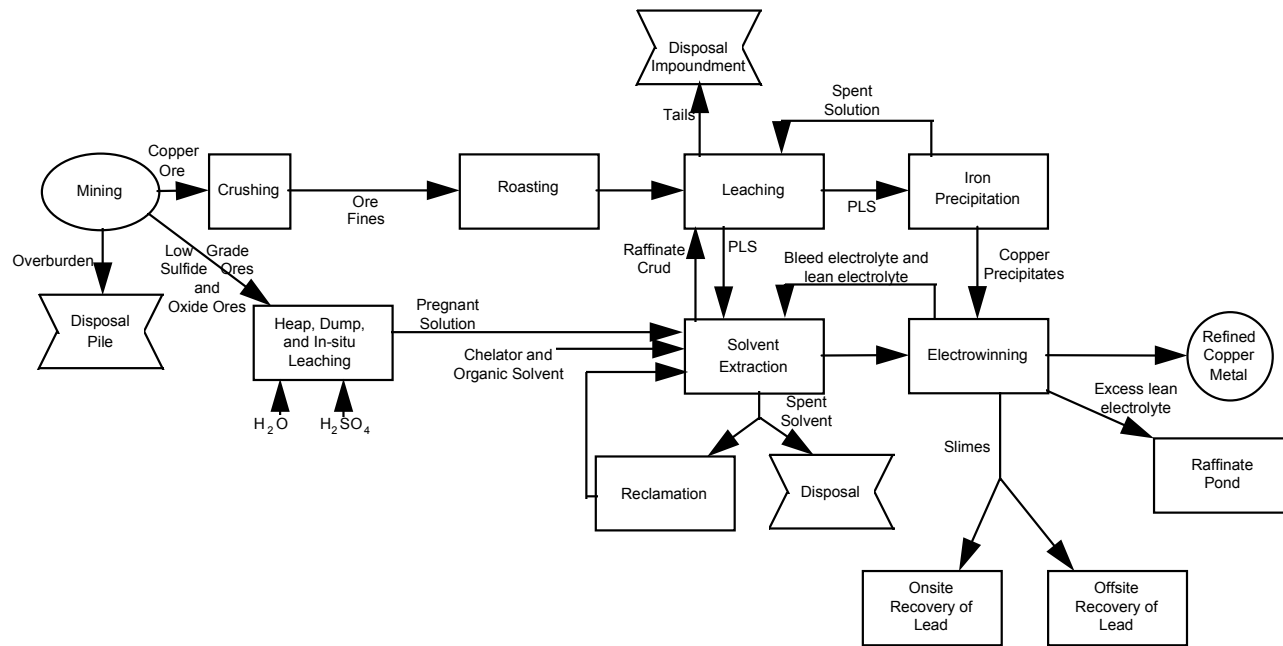 Disposal
Impoundment
Tails
Spent
Solution
Copper
Ore
Mining
Crushing
Ore
Fines
Roasting
Leaching
PLS
Iron
Precipitation
Overburden
Low Grade Ores
Sulfide
and
Oxide Ores
Raffinate
Crud
PLS
Bleed electrolyte and
lean electrolyte
Copper
Precipitates
Disposal
Pile
Heap, Dump,
and In-situ
Leaching
Pregnant
Solution
Chelator and
Organic Solvent
Solvent
Extraction
Electrowinning
Refined
Copper
Metal
H₂O
H₂SO₄
Spent
Solvent
Excess lean
electrolyte
Slimes
Reclamation
Disposal
Raffinate
Pond
Onsite
Recovery of
Lead
Offsite
Recovery of
Lead